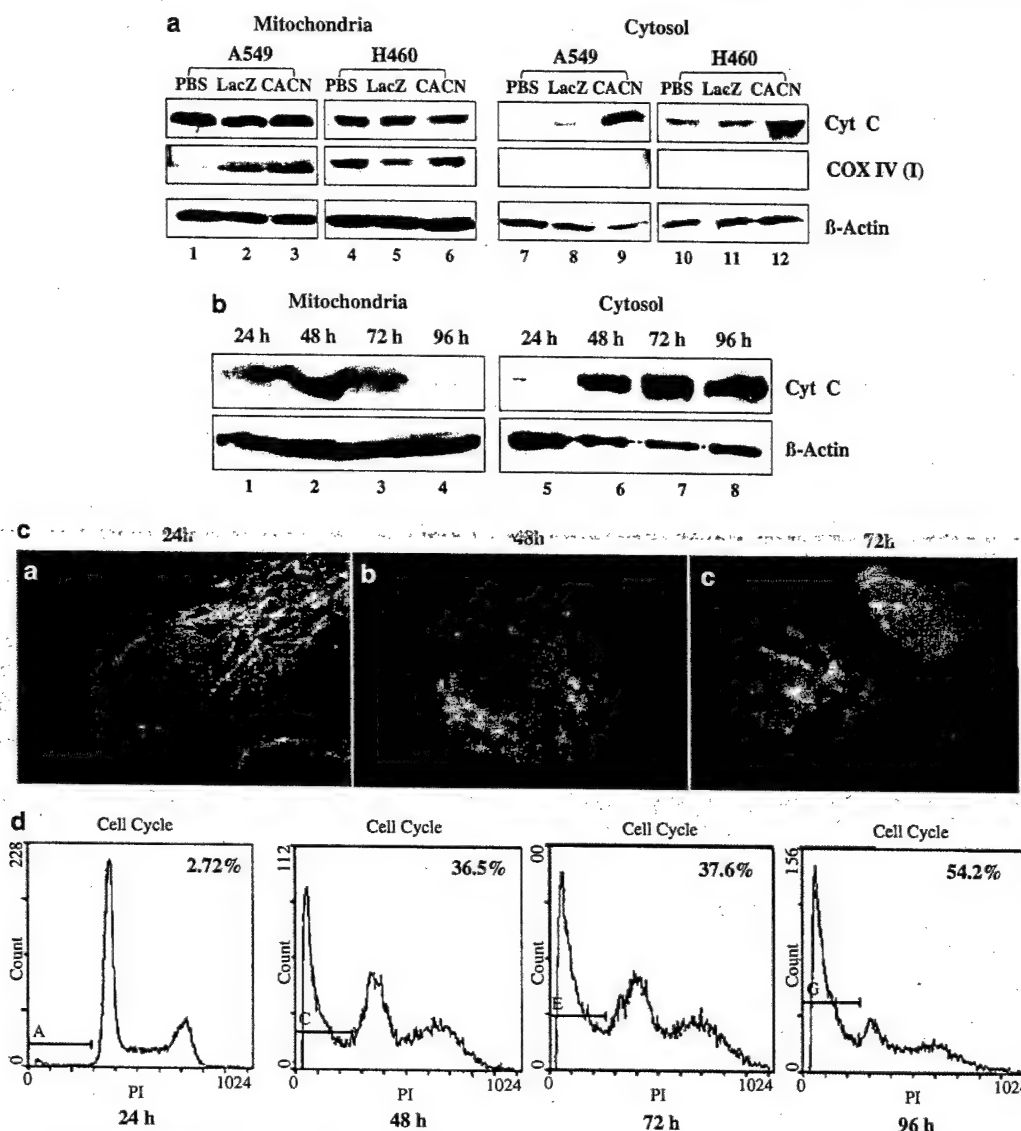 a
Mitochondria Cytosol
A549 H460 A549 H460
PBS LacZ CACN PBS LacZ CACN PBS LacZ CACN PBS LacZ CACN
Cyt C
COX IV (I)
ß-Actin
1 2 3 4 5 6 7 8 9 10 11 12
b
Mitochondria Cytosol
24 h 48 h 72 h 96 h 24 h 48 h 72 h 96 h
Cyt C
ß-Actin
1 2 3 4 5 6 7 8
c
24h 48h 72h
a b c
d
Cell Cycle Cell Cycle Cell Cycle Cell Cycle
228 112 00 156
2.72% 36.5% 37.6% 54.2%
Count Count Count Count
A C E G
0 0 0 0
0 1024 0 1024 0 1024 0 1024
PI PI PI PI
24 h 48 h 72 h 96 h